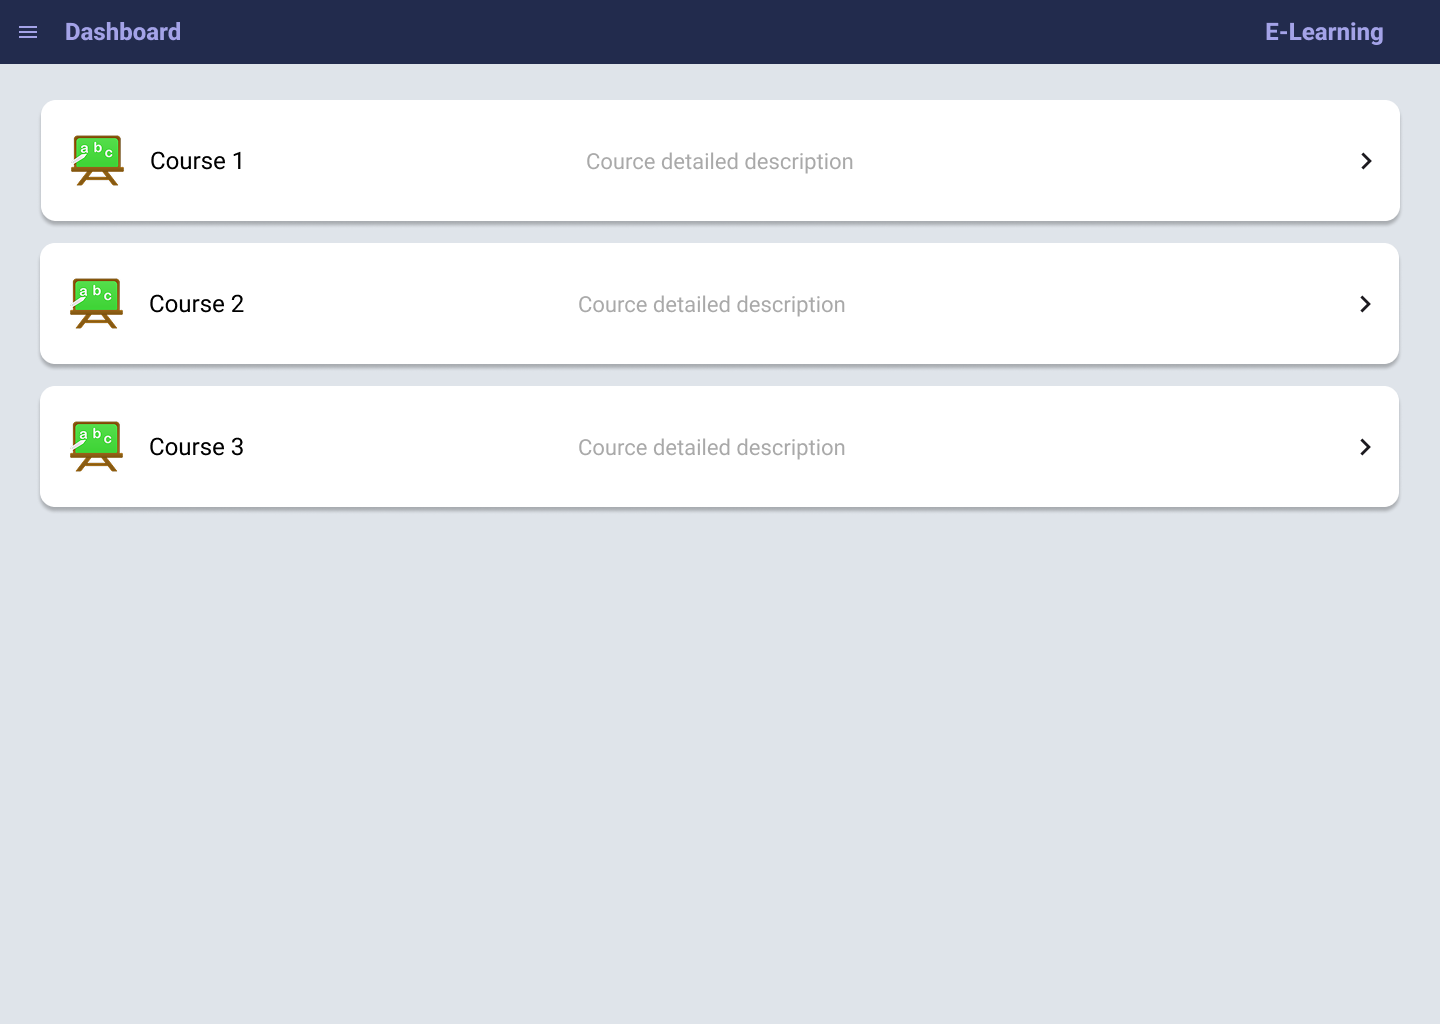 Dashboard E-Learning
a b c Course 1 Cource detailed description
a b c Course 2 Cource detailed description
a b c Course 3 Cource detailed description